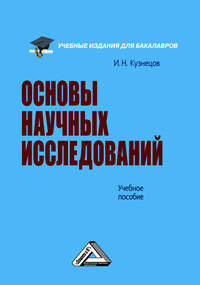 УЧЕБНЫЕ ИЗДАНИЯ ДЛЯ БАКАЛАВРОВ
И. Н. Кузнецов
ОСНОВЫ
НАУЧНЫХ
ИССЛЕДОВАНИЙ
Учебное
пособие